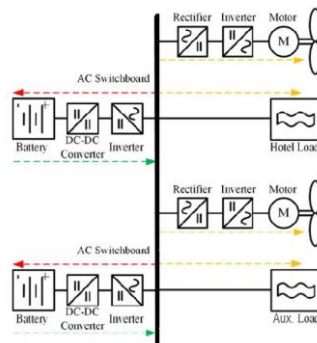 Rectifier Inverter Motor
M
AC Switchboard
Battery DC-DC Converter Inverter Hotel Load
Rectifier Inverter Motor
M
AC Switchboard
Battery DC-DC Converter Inverter Aux. Load